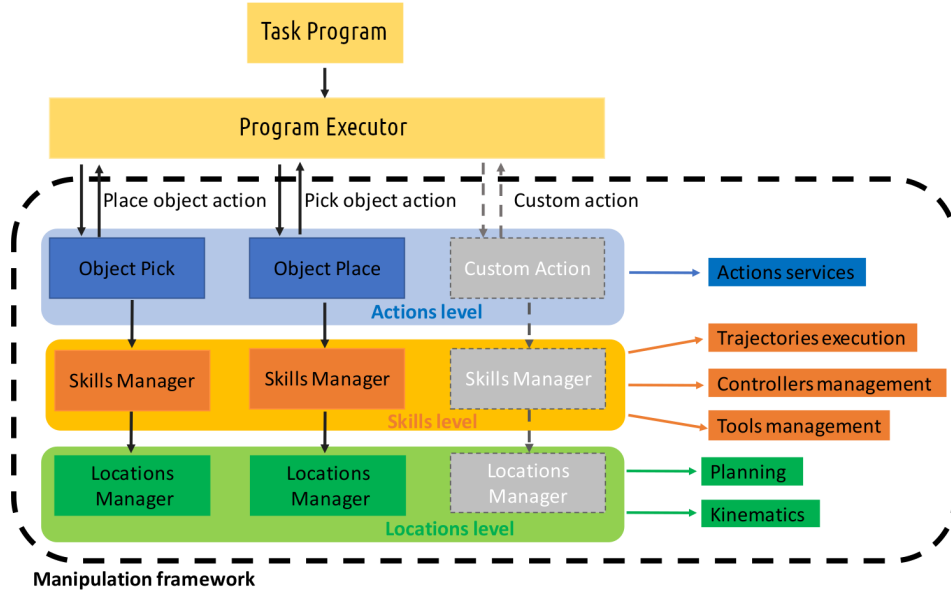 Task Program
Program Executor
Place object action
Pick object action
Custom action
Object Pick
Object Place
Custom Action
Actions services
Actions level
Trajectories execution
Skills Manager
Skills Manager
Skills Manager
Controllers management
Skills level
Tools management
Locations
Manager
Locations
Manager
Locations
Manager
Planning
Kinematics
Locations level
Manipulation framework